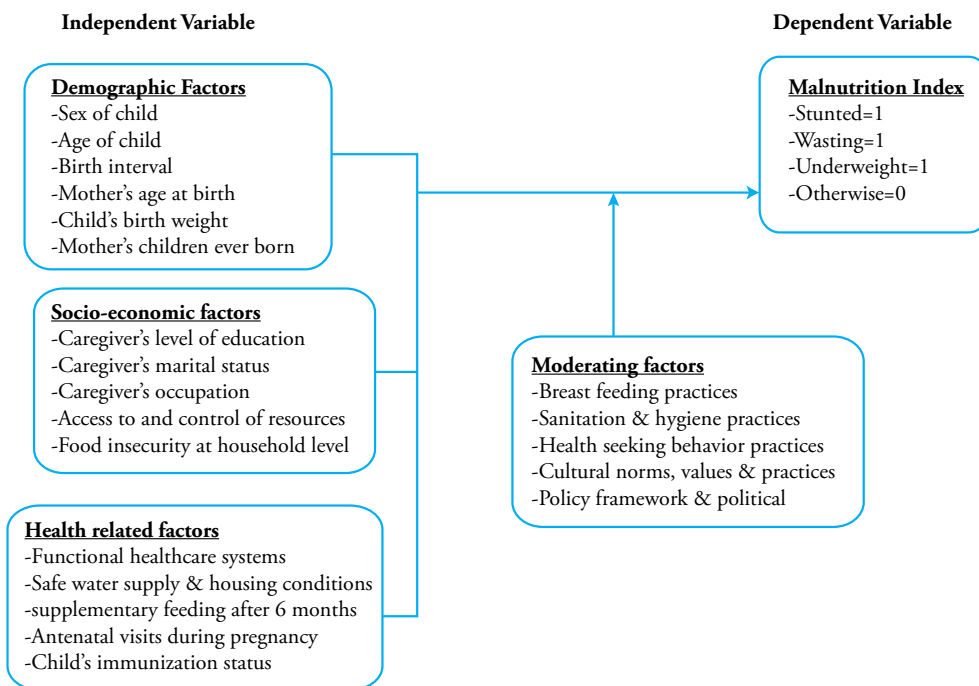 Independent Variable
Dependent Variable
Demographic Factors
-Sex of child
-Age of child
-Birth interval
-Mother’s age at birth
-Child’s birth weight
-Mother’s children ever born
Malnutrition Index
-Stunted=1
-Wasting=1
-Underweight=1
-Otherwise=0
Socio-economic factors
-Caregiver’s level of education
-Caregiver’s marital status
-Caregiver’s occupation
-Access to and control of resources
-Food insecurity at household level
Moderating factors
-Breast feeding practices
-Sanitation & hygiene practices
-Health seeking behavior practices
-Cultural norms, values & practices
-Policy framework & political
Health related factors
-Functional healthcare systems
-Safe water supply & housing conditions
-supplementary feeding after 6 months
-Antenatal visits during pregnancy
-Child’s immunization status